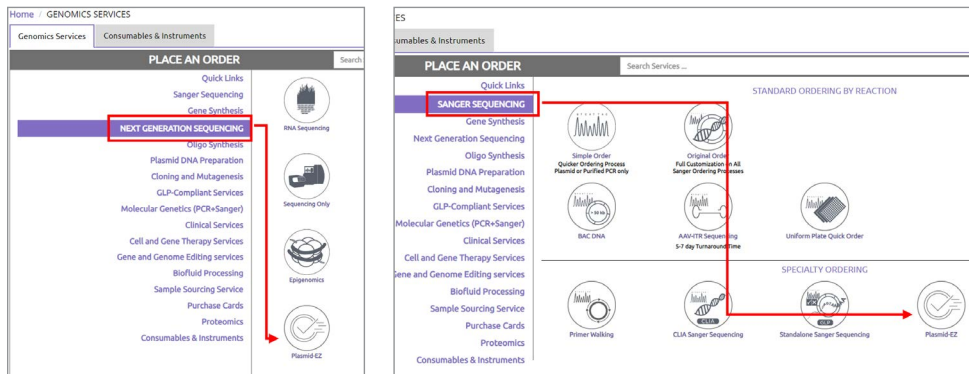 Home / GENOMICS SERVICES
Genomics Services
Consumables & Instruments
PLACE AN ORDER
Search
Quick Links
Sanger Sequencing
Gene Synthesis
NEXT GENERATION SEQUENCING
Oligo Synthesis
Plasmid DNA Preparation
Cloning and Mutagenesis
GLP-Compliant Services
Molecular Genetics (PCR+Sanger)
Clinical Services
Cell and Gene Therapy Services
Gene and Genome Editing services
Biofluid Processing
Sample Sourcing Service
Purchase Cards
Proteomics
Consumables & Instruments
RNA Sequencing
Sequencing Only
Epigenomics
Plasmid-EZ
ES
umables & Instruments
PLACE AN ORDER
Search Services ...
Quick Links
SANGER SEQUENCING
Gene Synthesis
Next Generation Sequencing
Oligo Synthesis
Plasmid DNA Preparation
Cloning and Mutagenesis
GLP-Compliant Services
Molecular Genetics (PCR+Sanger)
Clinical Services
Cell and Gene Therapy Services
Gene and Genome Editing services
Biofluid Processing
Sample Sourcing Service
Purchase Cards
Proteomics
Consumables & Instruments
STANDARD ORDERING BY REACTION
Simple Order
Quicker Ordering Process
Plasmid or Purified PCR only
Original Order
Full Customization on All
Sanger Ordering Processes
BAC DNA
AAV-ITR Sequencing
5-7 day Turnaround Time
Uniform Plate Quick Order
SPECIALTY ORDERING
Primer Walking
CLIA
CLIA Sanger Sequencing
GLP
Standalone Sanger Sequencing
Plasmid-EZ